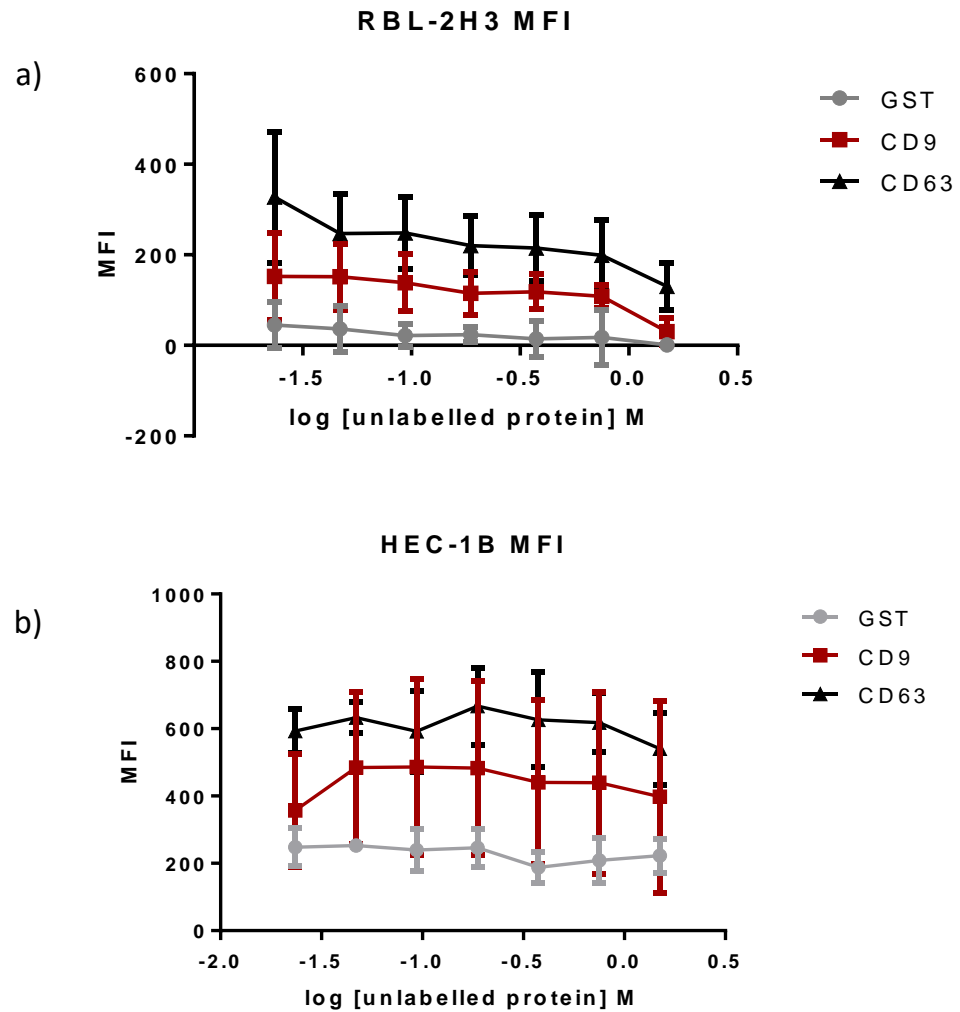 RBL-2H3 MFI
a)
600
400
200
0
-200
MFI
-1.5 -1.0 -0.5 0.0 0.5
log [unlabelled protein] M
GST
CD9
CD63
HEC-1B MFI
b)
1000
800
600
400
200
0
MFI
-2.0 -1.5 -1.0 -0.5 0.0 0.5
log [unlabelled protein] M
GST
CD9
CD63